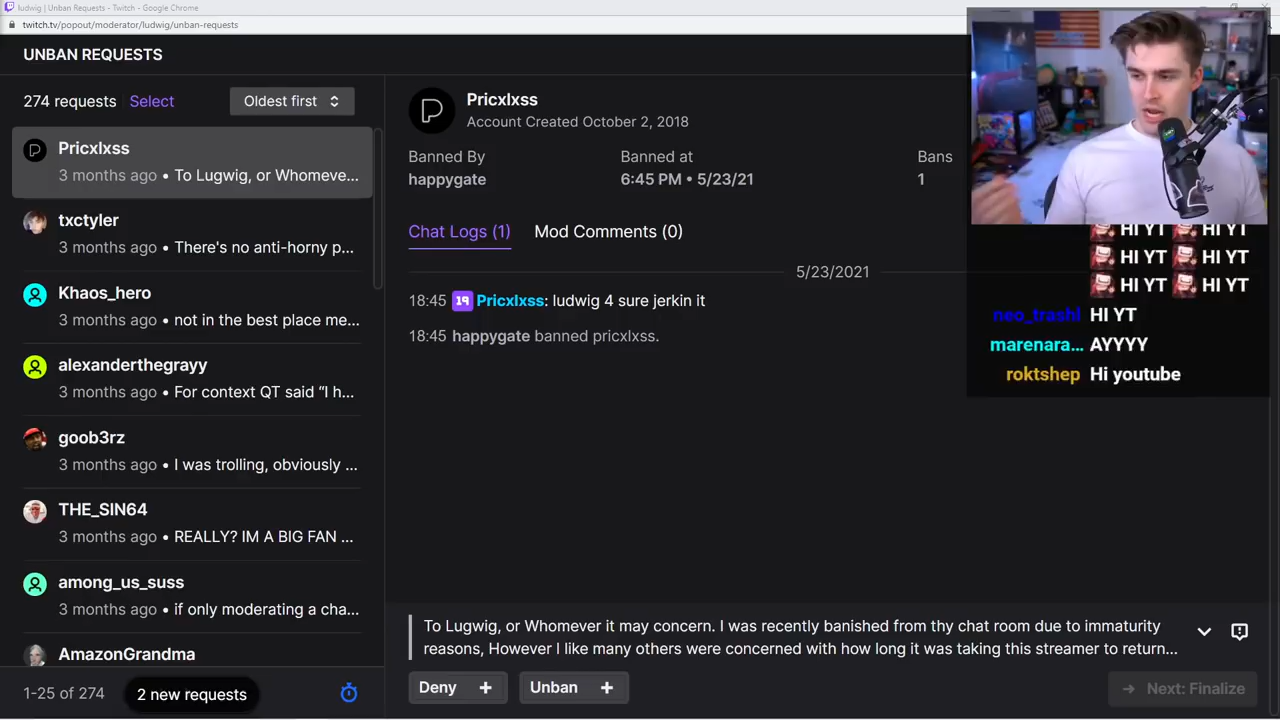 ludwig | Unban Requests - Twitch - Google Chrome
twitch.tv/popout/moderator/ludwig/unban-requests
UNBAN REQUESTS
274 requests Select Oldest first
Pricxlxss
3 months ago • To Lugwig, or Whomeve...
txctyler
3 months ago • There's no anti-horny p...
Khaos_hero
3 months ago • not in the best place me...
alexanderthegrayy
3 months ago • For context QT said “I h...
goob3rz
3 months ago • I was trolling, obviously ...
THE_SIN64
3 months ago • REALLY? IM A BIG FAN ...
among_us_suss
3 months ago • if only moderating a cha...
AmazonGrandma
1-25 of 274 2 new requests
Pricxlxss
Account Created October 2, 2018
Banned By Banned at Bans
happygate 6:45 PM • 5/23/21 1
Chat Logs (1) Mod Comments (0)
5/23/2021
18:45 19 Pricxlxss: ludwig 4 sure jerkin it
18:45 happygate banned pricxlxss.
To Lugwig, or Whomever it may concern. I was recently banished from thy chat room due to immaturity
reasons, However I like many others were concerned with how long it was taking this streamer to return...
Deny + Unban + → Next: Finalize
HI YT HI YT
HI YT HI YT
HI YT HI YT
neo_trash! HI YT
marenara... AYYYY
roktshep Hi youtube